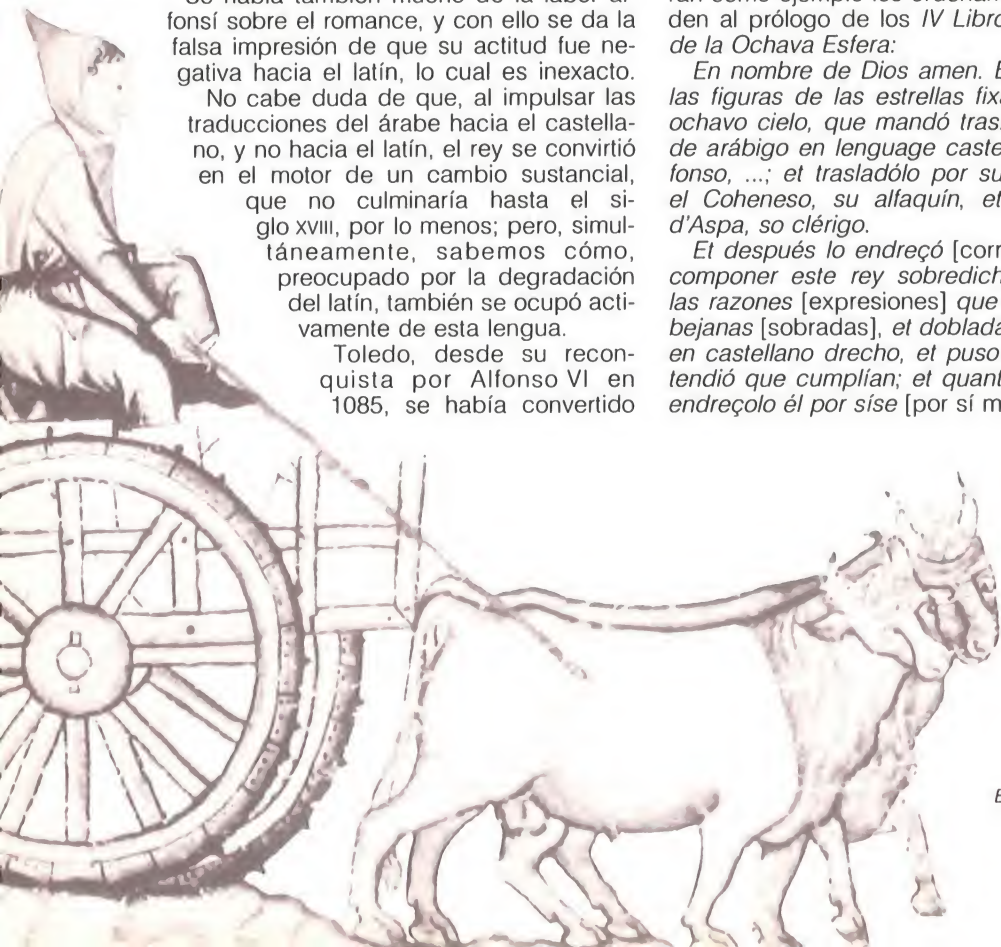 fonsí sobre el romance, y con ello se da la
falsa impresión de que su actitud fue ne-
gativa hacia el latín, lo cual es inexacto.
No cabe duda de que, al impulsar las
traducciones del árabe hacia el castella-
no, y no hacia el latín, el rey se convirtió
en el motor de un cambio sustancial,
que no culminaría hasta el si-
glo XVIII, por lo menos; pero, simul-
táneamente, sabemos cómo,
preocupado por la degradación
del latín, también se ocupó acti-
vamente de esta lengua.
Toledo, desde su recon-
quista por Alfonso VI en
1085, se había convertido
den al prólogo de los IV Libro
de la Ochava Esfera:
En nombre de Dios amen. E
las figuras de las estrellas fix
ochavo cielo, que mandó tras
de arábigo en lenguage caste
fonso, ...; et trasladólo por su
el Coheneso, su alfaquín, et
d'Aspa, so clérigo.
Et después lo endreçó [corr
componer este rey sobredich
las razones [expresiones] que
bejanas [sobradas], et doblada
en castellano drecho, et puso
tendió que cumplían; et quant
endreçolo él por síse [por sí m